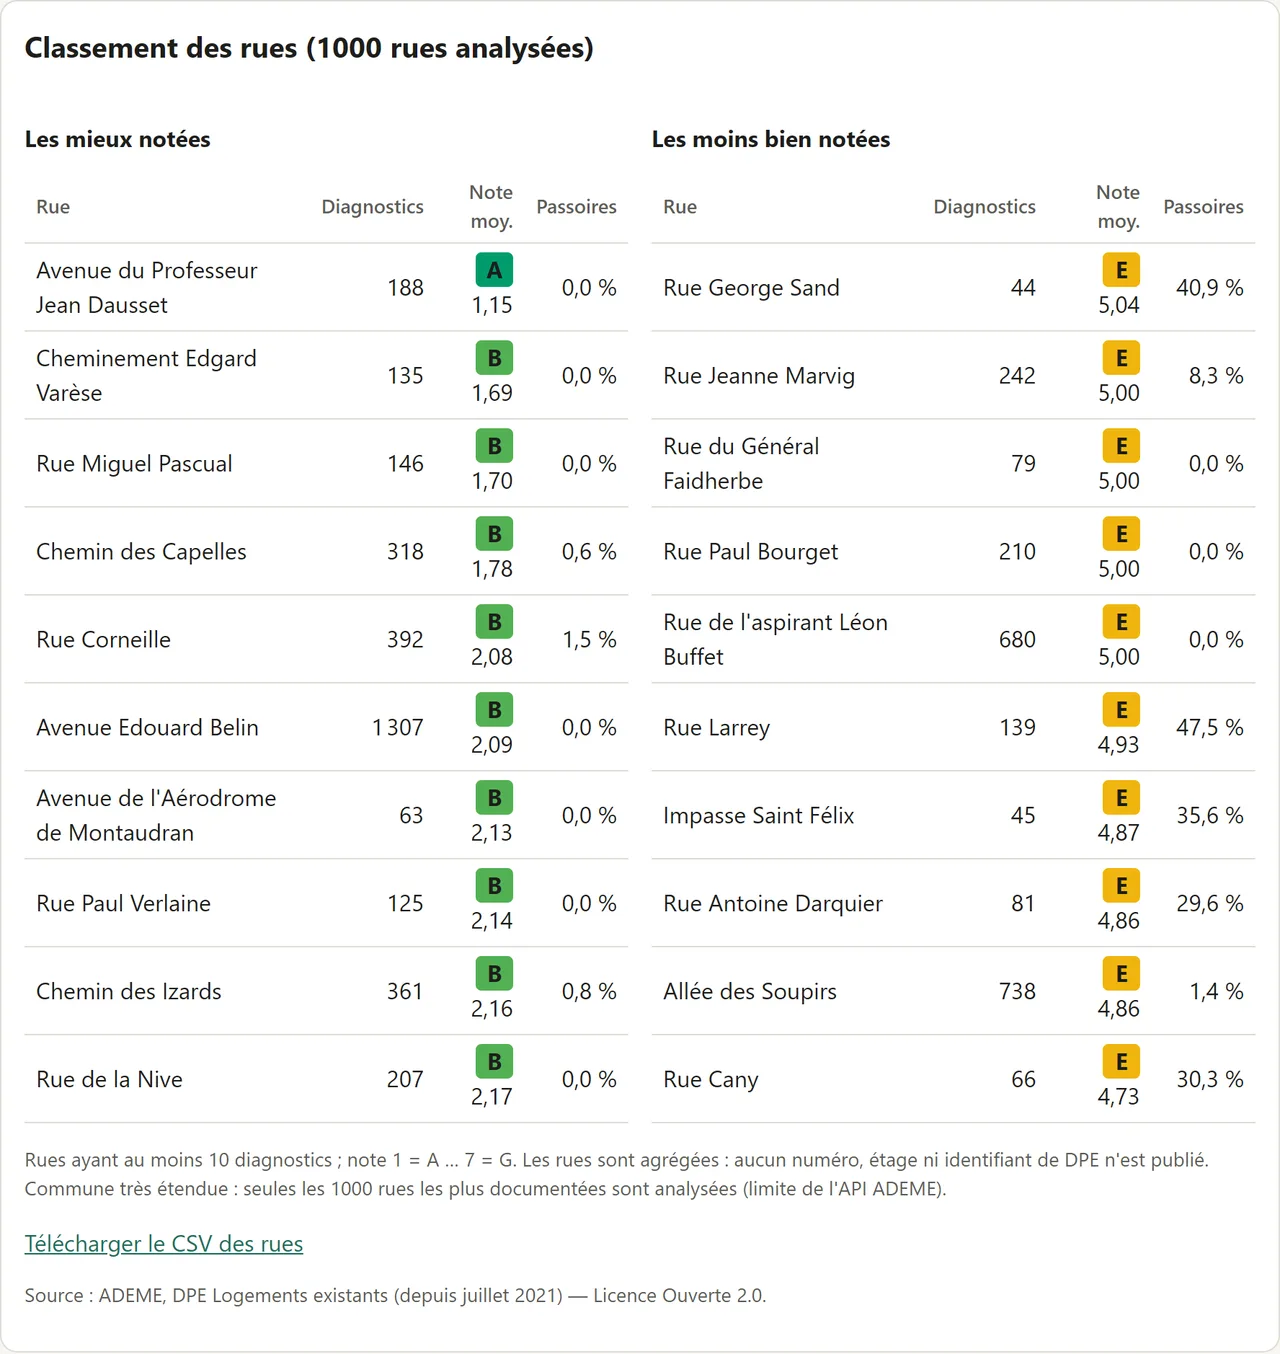 Classement des rues (1000 rues analysées)
Les mieux notées
Rue Diagnostics Note moy. Passoires
Avenue du Professeur
Jean Dausset
188 A 1,15 0,0 %
Cheminement Edgard
Varèse
135 B 1,69 0,0 %
Rue Miguel Pascual 146 B 1,70 0,0 %
Chemin des Capelles 318 B 1,78 0,6 %
Rue Corneille 392 B 2,08 1,5 %
Avenue Edouard Belin 1 307 B 2,09 0,0 %
Avenue de l'Aérodrome
de Montaudran
63 B 2,13 0,0 %
Rue Paul Verlaine 125 B 2,14 0,0 %
Chemin des Izards 361 B 2,16 0,8 %
Rue de la Nive 207 B 2,17 0,0 %
Les moins bien notées
Rue Diagnostics Note moy. Passoires
Rue George Sand 44 E 5,04 40,9 %
Rue Jeanne Marvig 242 E 5,00 8,3 %
Rue du Général
Faidherbe
79 E 5,00 0,0 %
Rue Paul Bourget 210 E 5,00 0,0 %
Rue de l'aspirant Léon
Buffet
680 E 5,00 0,0 %
Rue Larrey 139 E 4,93 47,5 %
Impasse Saint Félix 45 E 4,87 35,6 %
Rue Antoine Darquier 81 E 4,86 29,6 %
Allée des Soupirs 738 E 4,86 1,4 %
Rue Cany 66 E 4,73 30,3 %
Rues ayant au moins 10 diagnostics ; note 1 = A … 7 = G. Les rues sont agrégées : aucun numéro, étage ni identifiant de DPE n'est publié.
Commune très étendue : seules les 1000 rues les plus documentées sont analysées (limite de l'API ADEME).
Télécharger le CSV des rues
Source : ADEME, DPE Logements existants (depuis juillet 2021) — Licence Ouverte 2.0.